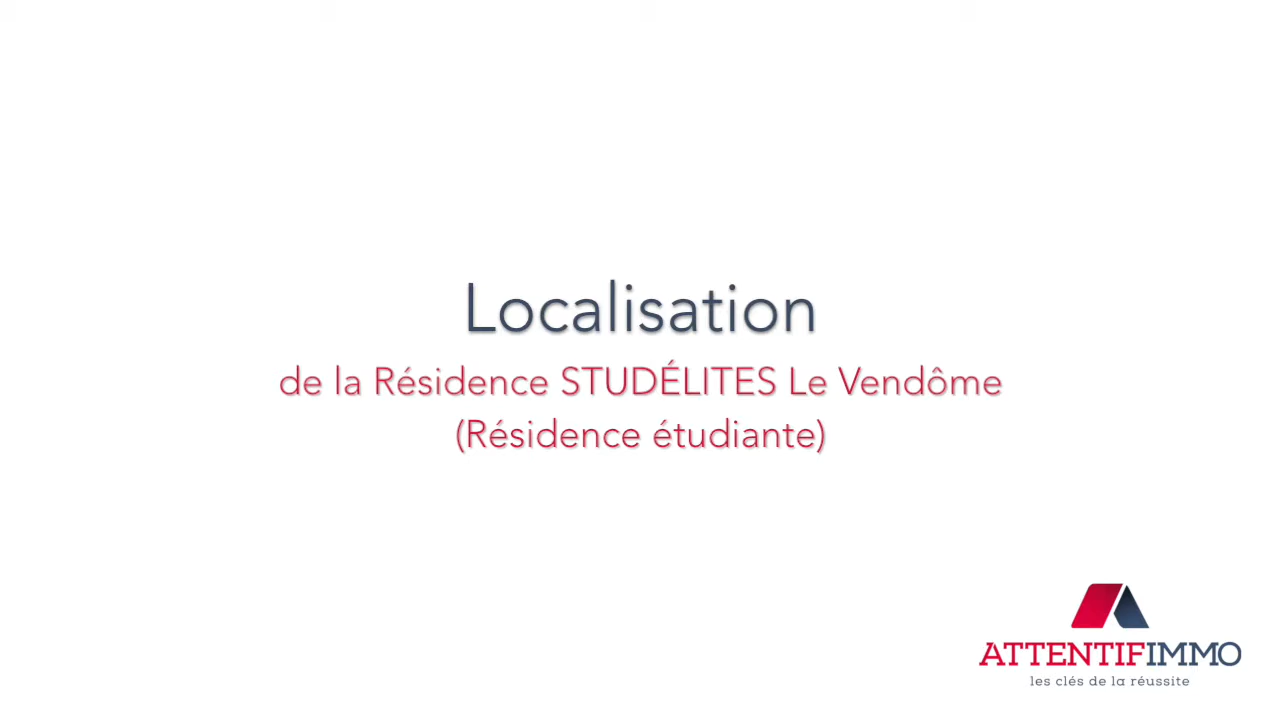 Localisation
de la Résidence STUDÉLITES Le Vendôme
(Résidence étudiante)
ATTENTIFIMMO
les clés de la réussite